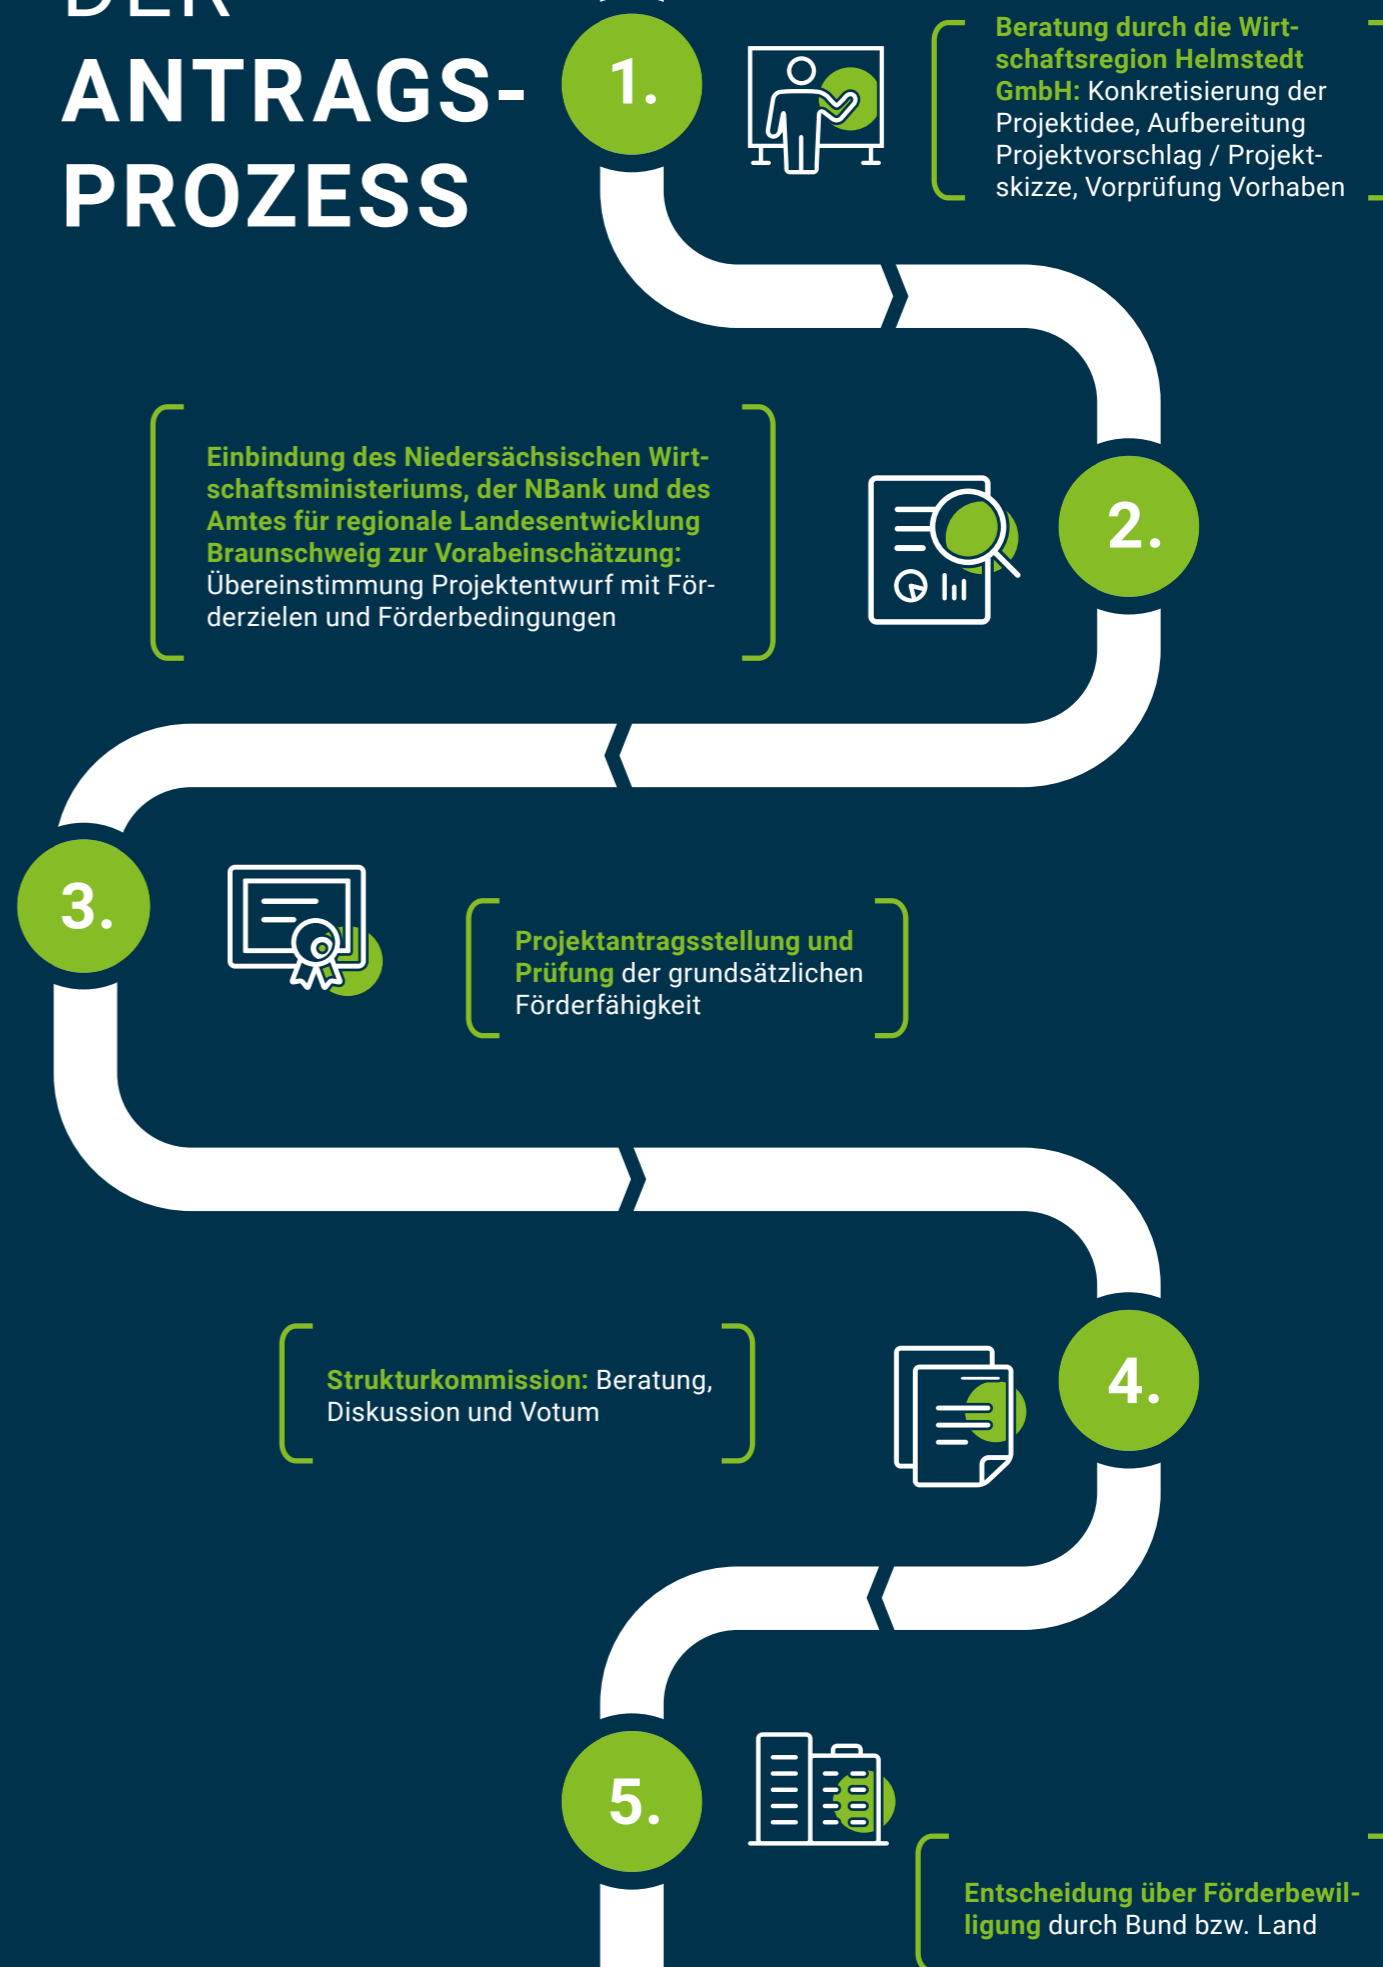 DER
ANTRAGS-
PROZESS
1.
Beratung durch die Wirt-
schaftsregion Helmstedt
GmbH: Konkretisierung der
Projektidee, Aufbereitung
Projektvorschlag / Projekt-
skizze, Vorprüfung Vorhaben
Einbindung des Niedersächsischen Wirt-
schaftsministeriums, der NBank und des
Amtes für regionale Landesentwicklung
Braunschweig zur Vorabeinschätzung:
Übereinstimmung Projektentwurf mit För-
derzielen und Förderbedingungen
2.
3.
Projektantragsstellung und
Prüfung der grundsätzlichen
Förderfähigkeit
Strukturkommission: Beratung,
Diskussion und Votum
4.
5.
Entscheidung über Förderbewil-
ligung durch Bund bzw. Land